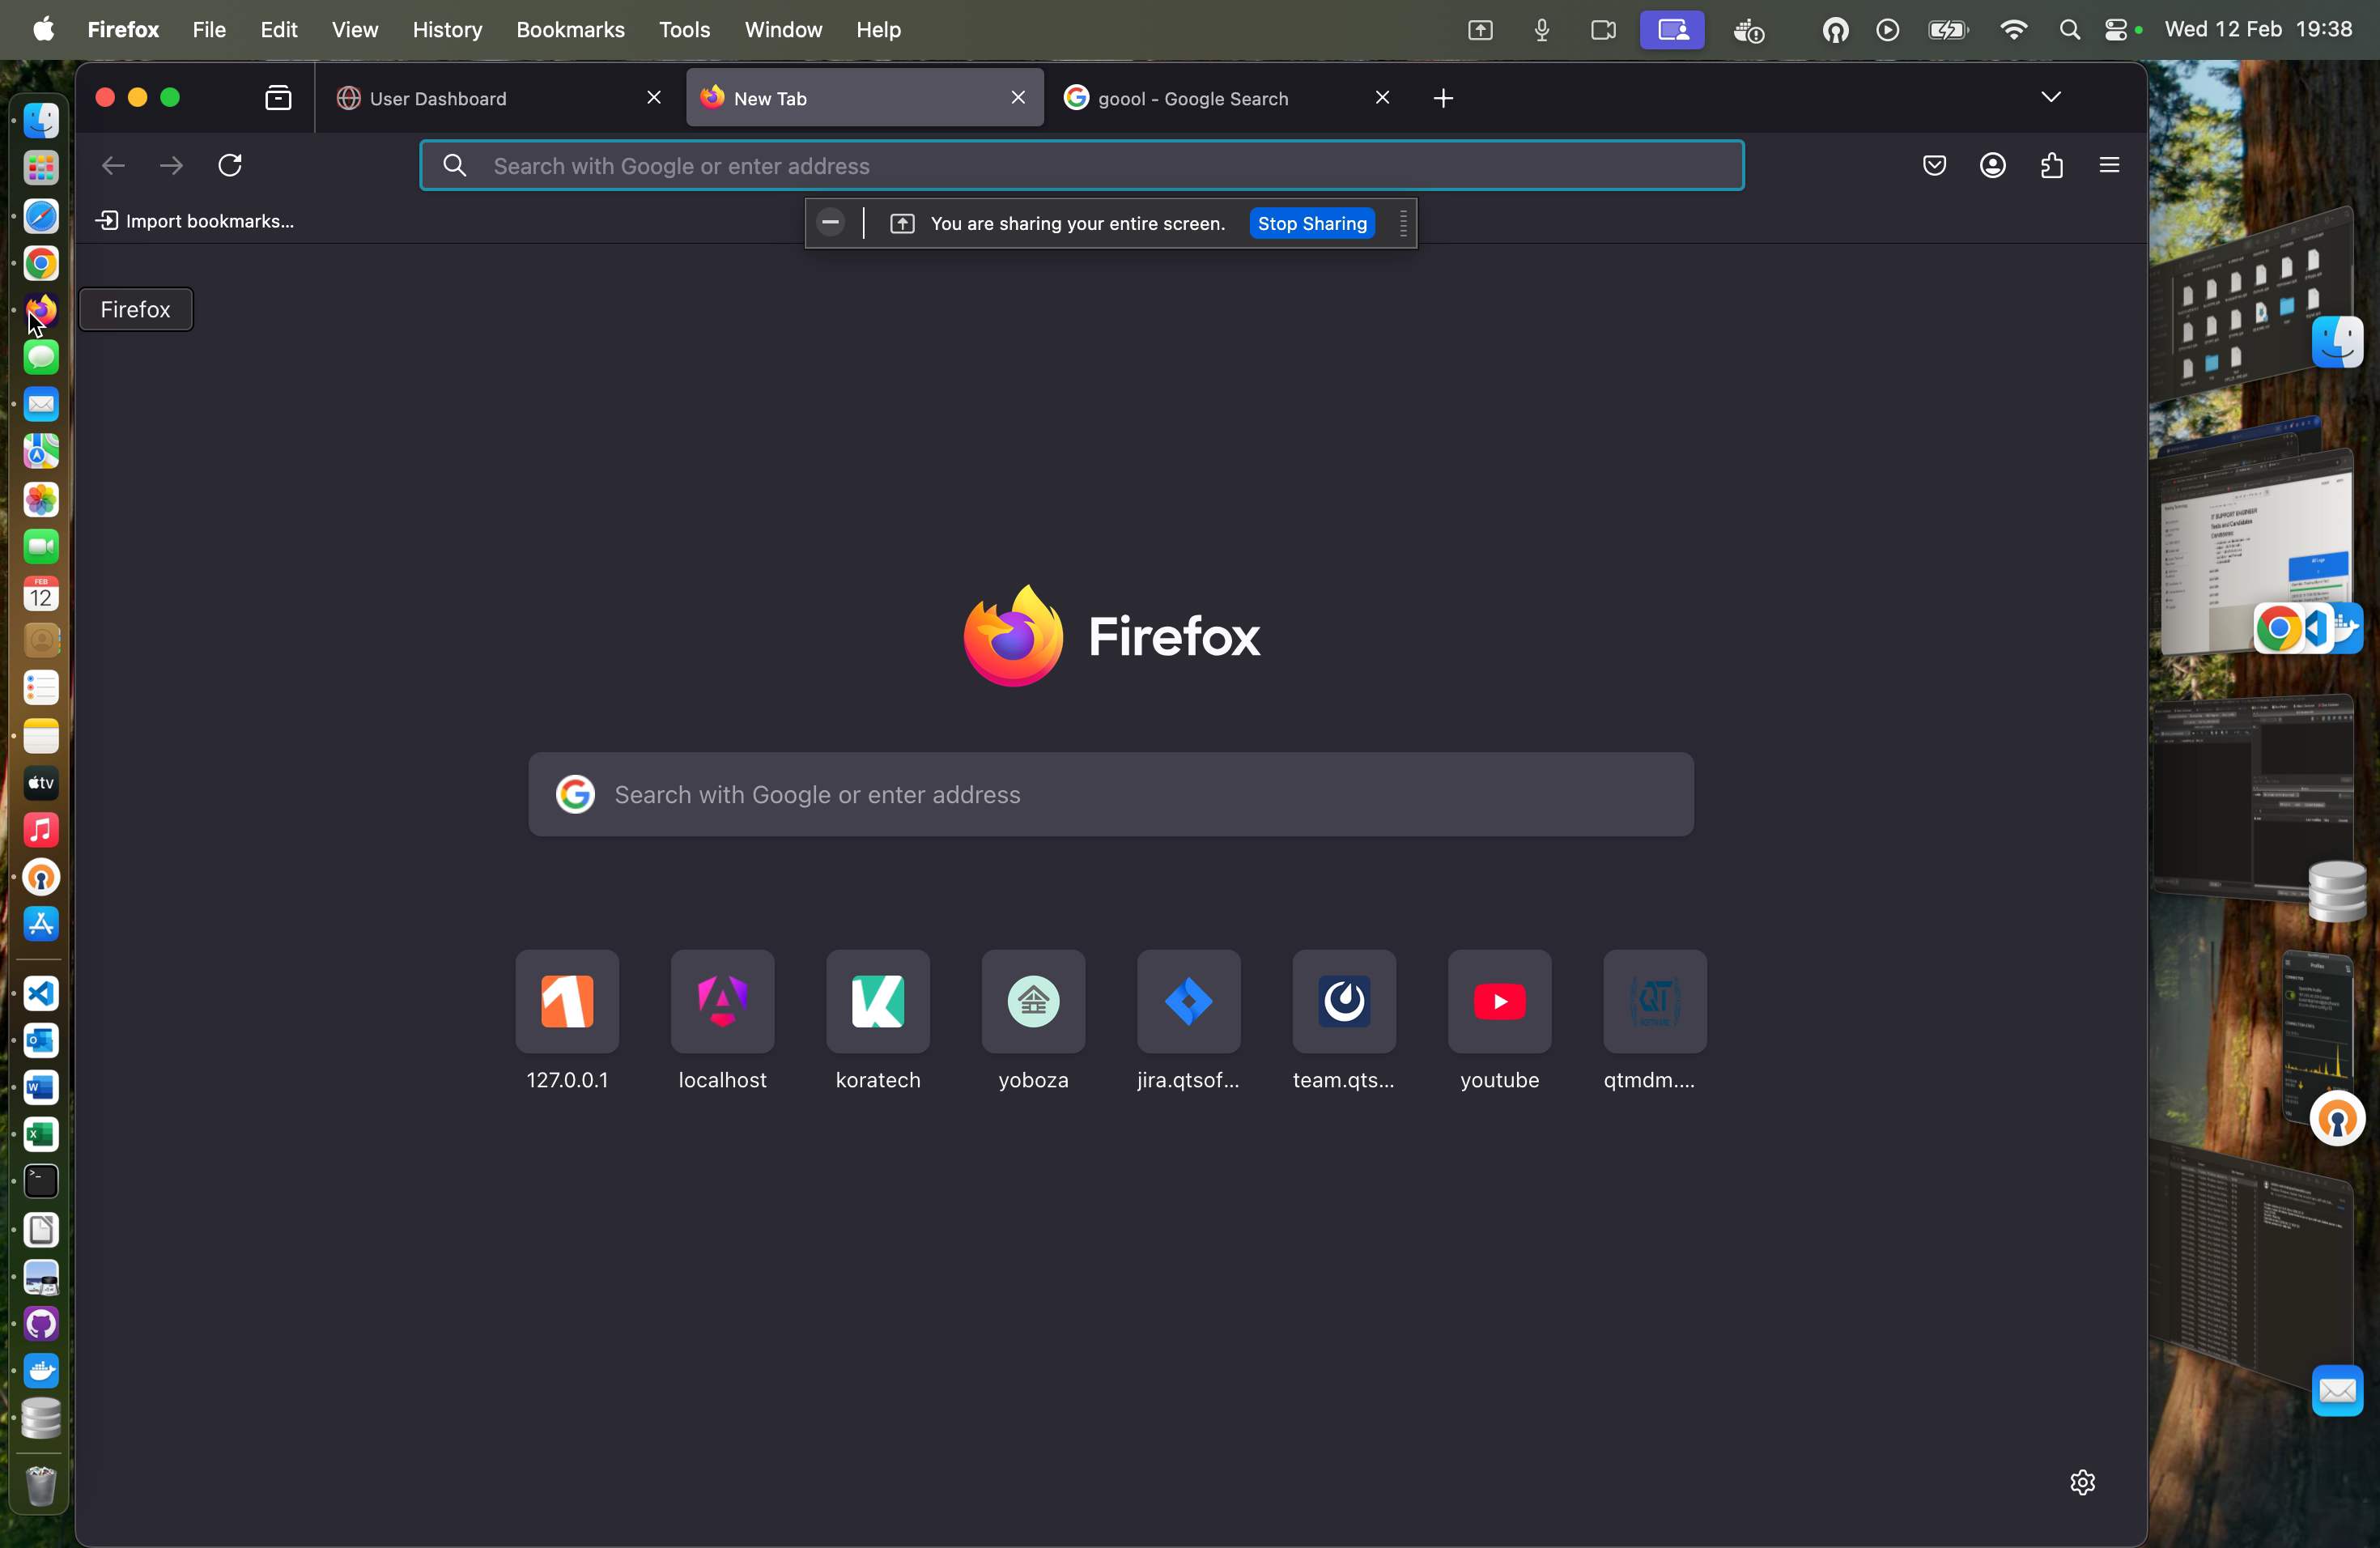 Firefox File Edit View History Bookmarks Tools Window Help Wed 12 Feb 19:38
User Dashboard New Tab goool - Google Search
Search with Google or enter address
Import bookmarks...
You are sharing your entire screen. Stop Sharing
Firefox
FEB
12
tv
Firefox
Search with Google or enter address
127.0.0.1 localhost koratech yoboza jira.qtsof... team.qts... youtube qtmdm....